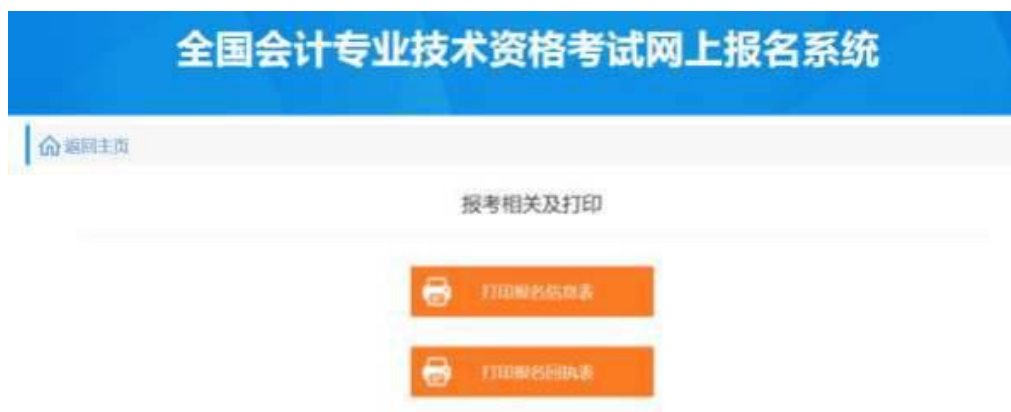 全国会计专业技术资格考试网上报名系统
返回主页
报考相关及打印
打印报名信息表
打印报名回执表